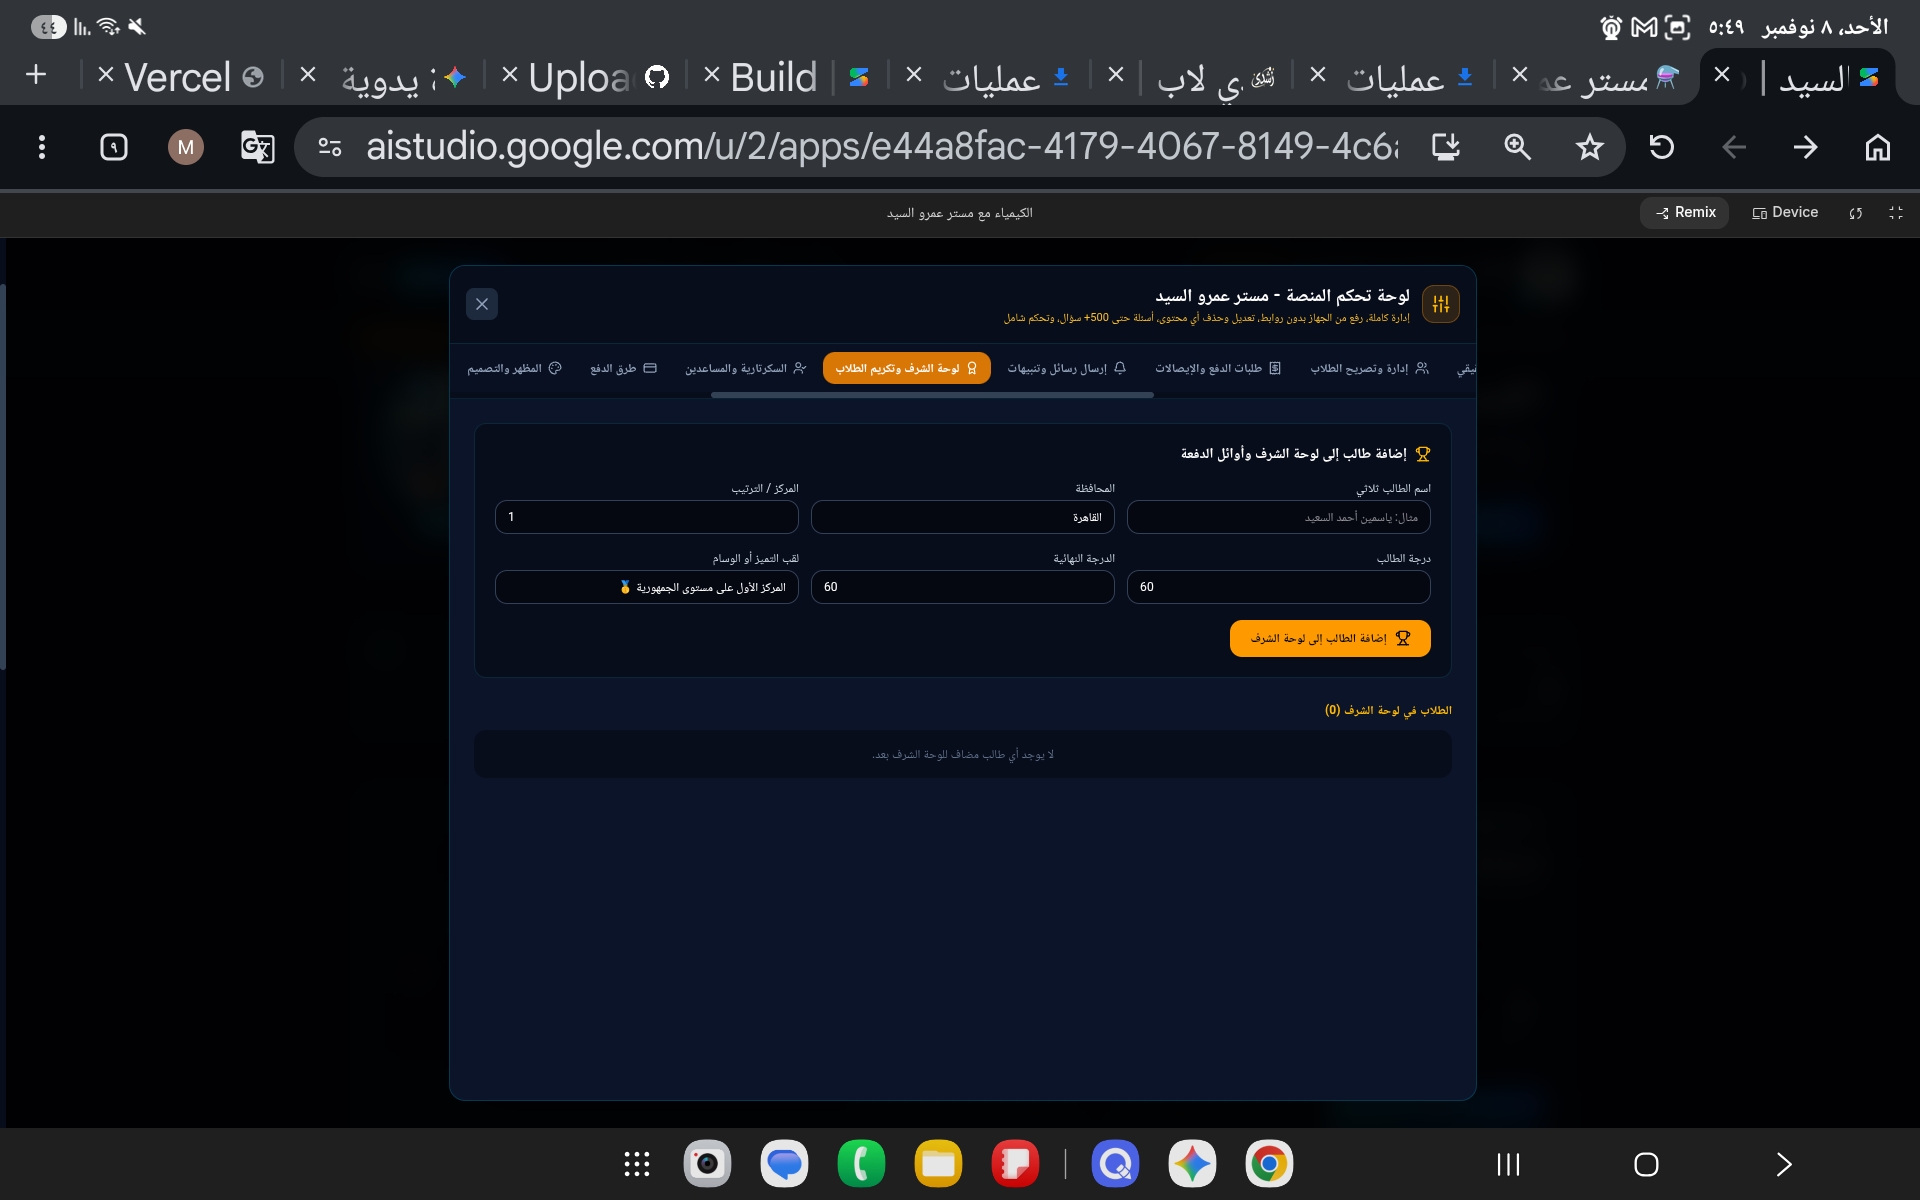 الأحد، ٨ نوفمبر ٥:٤٩
٤٤
السيد
مستر عم
عمليات
ي لاب
عمليات
Build
Uploa
يدوية
Vercel
aistudio.google.com/u/2/apps/e44a8fac-4179-4067-8149-4c6
M
٩
الكيمياء مع مستر عمرو السيد
Remix
Device
لوحة تحكم المنصة - مستر عمرو السيد
إدارة كاملة، رفع من الجهاز بدون روابط، تعديل وحذف أي محتوى، أسئلة حتى 500+ سؤال، وتحكم شامل
إدارة وتصريح الطلاب
طلبات الدفع والإيصالات
إرسال رسائل وتنبيهات
لوحة الشرف وتكريم الطلاب
السكرتارية والمساعدين
طرق الدفع
المظهر والتصميم
إضافة طالب إلى لوحة الشرف وأوائل الدفعة
اسم الطالب ثلاثي
المحافظة
المركز / الترتيب
مثال: ياسمين أحمد السعيد
القاهرة
1
درجة الطالب
الدرجة النهائية
لقب التميز أو الوسام
60
60
المركز الأول على مستوى الجمهورية 🥇
إضافة الطالب إلى لوحة الشرف
الطلاب في لوحة الشرف (0)
لا يوجد أي طالب مضاف للوحة الشرف بعد.